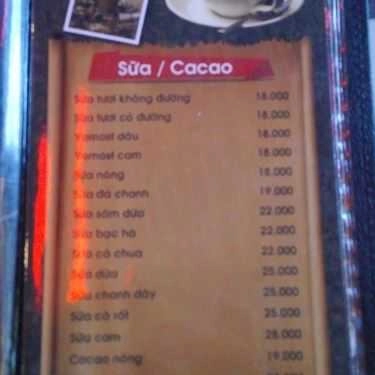 Sữa / Cacao
Sữa tươi không đường 18.000
Sữa tươi có đường 18.000
Yomost dâu 18.000
Yomost cam 18.000
Sữa nóng 18.000
Sữa đá chanh 19.000
Sữa sâm dứa 22.000
Sữa bạc hà 22.000
Sữa cà chua 22.000
Sữa dứa 25.000
Sữa chanh dây 25.000
Sữa cà rốt 25.000
Sữa cam 28.000
Cacao nóng 19.000